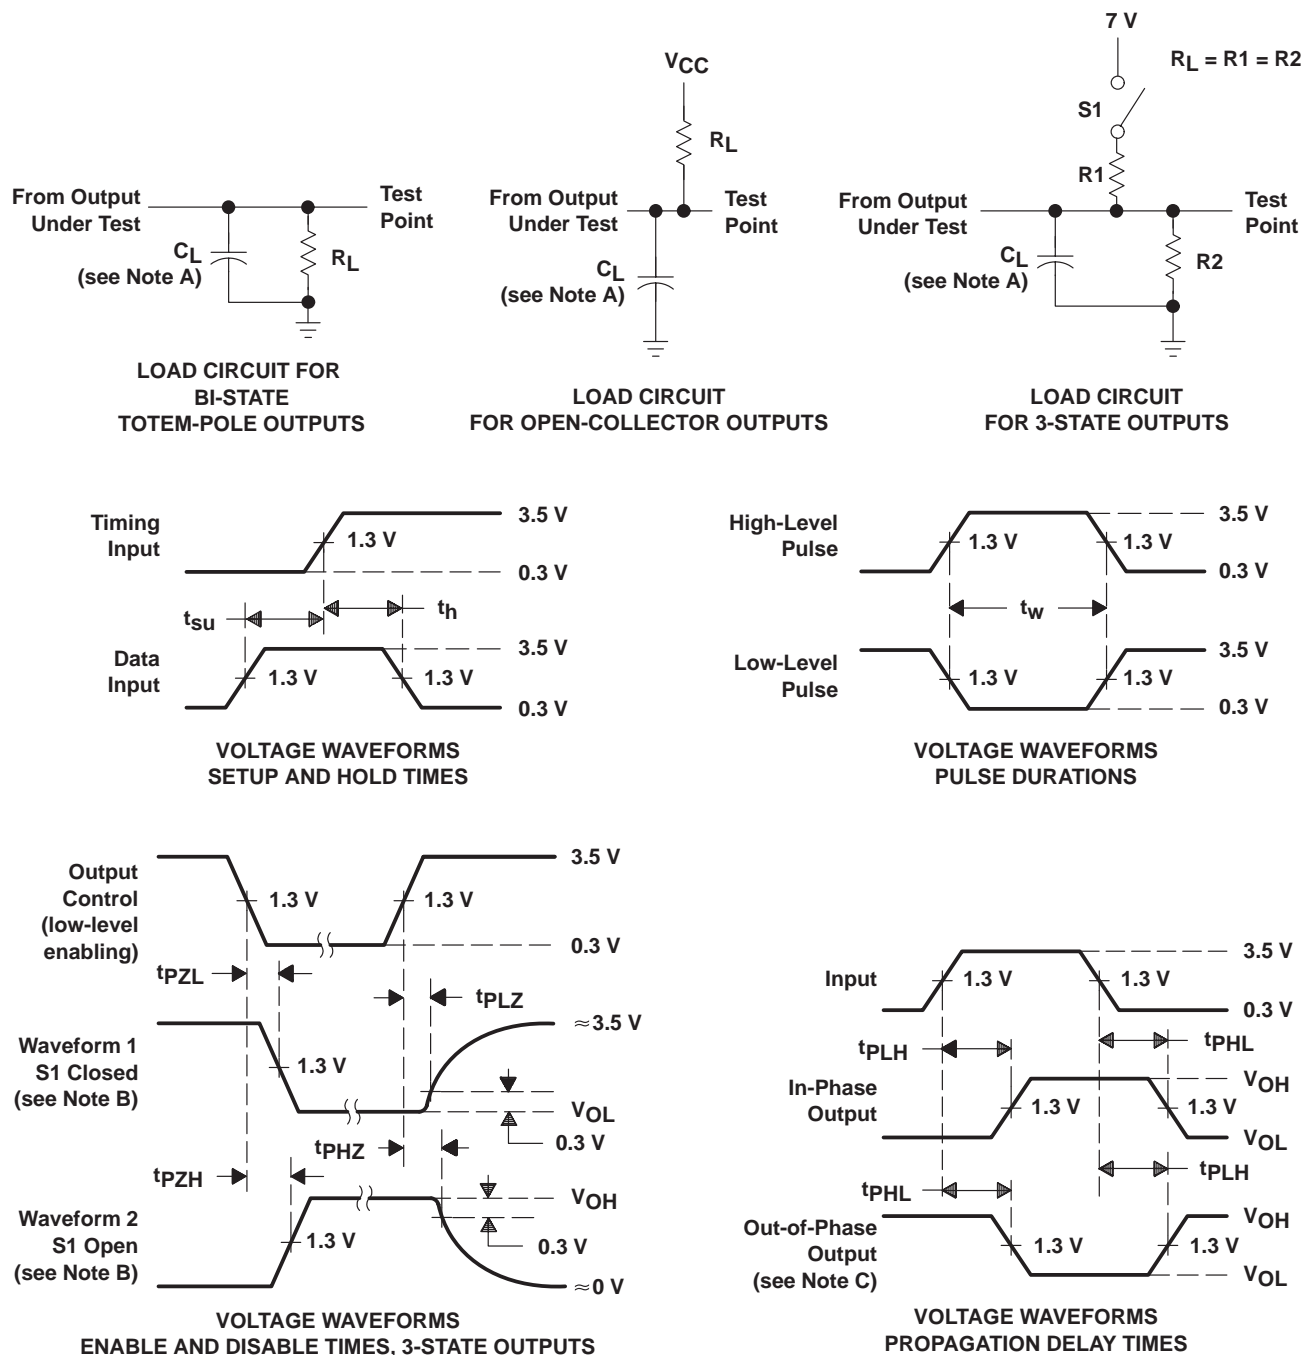 7 V
RL = R1 = R2
VCC
S1
RL
R1
From Output
Under Test
Test
Point
CL
(see Note A)
RL
From Output
Under Test
Test
Point
CL
(see Note A)
From Output
Under Test
Test
Point
CL
(see Note A)
R2
LOAD CIRCUIT FOR
BI-STATE
TOTEM-POLE OUTPUTS
LOAD CIRCUIT
FOR OPEN-COLLECTOR OUTPUTS
LOAD CIRCUIT
FOR 3-STATE OUTPUTS
Timing
Input
1.3 V
3.5 V
0.3 V
tsu
th
Data
Input
1.3 V
1.3 V
3.5 V
0.3 V
VOLTAGE WAVEFORMS
SETUP AND HOLD TIMES
High-Level
Pulse
1.3 V
1.3 V
3.5 V
0.3 V
tw
Low-Level
Pulse
1.3 V
1.3 V
3.5 V
0.3 V
VOLTAGE WAVEFORMS
PULSE DURATIONS
Output
Control
(low-level
enabling)
1.3 V
1.3 V
3.5 V
0.3 V
tPZL
tPLZ
Waveform 1
S1 Closed
(see Note B)
1.3 V
≈3.5 V
VOL
0.3 V
tPHZ
tPZH
Waveform 2
S1 Open
(see Note B)
1.3 V
VOH
0.3 V
≈0 V
VOLTAGE WAVEFORMS
ENABLE AND DISABLE TIMES, 3-STATE OUTPUTS
Input
1.3 V
1.3 V
3.5 V
0.3 V
tPLH
tPHL
In-Phase
Output
1.3 V
1.3 V
VOH
VOL
tPHL
tPLH
Out-of-Phase
Output
(see Note C)
1.3 V
1.3 V
VOH
VOL
VOLTAGE WAVEFORMS
PROPAGATION DELAY TIMES